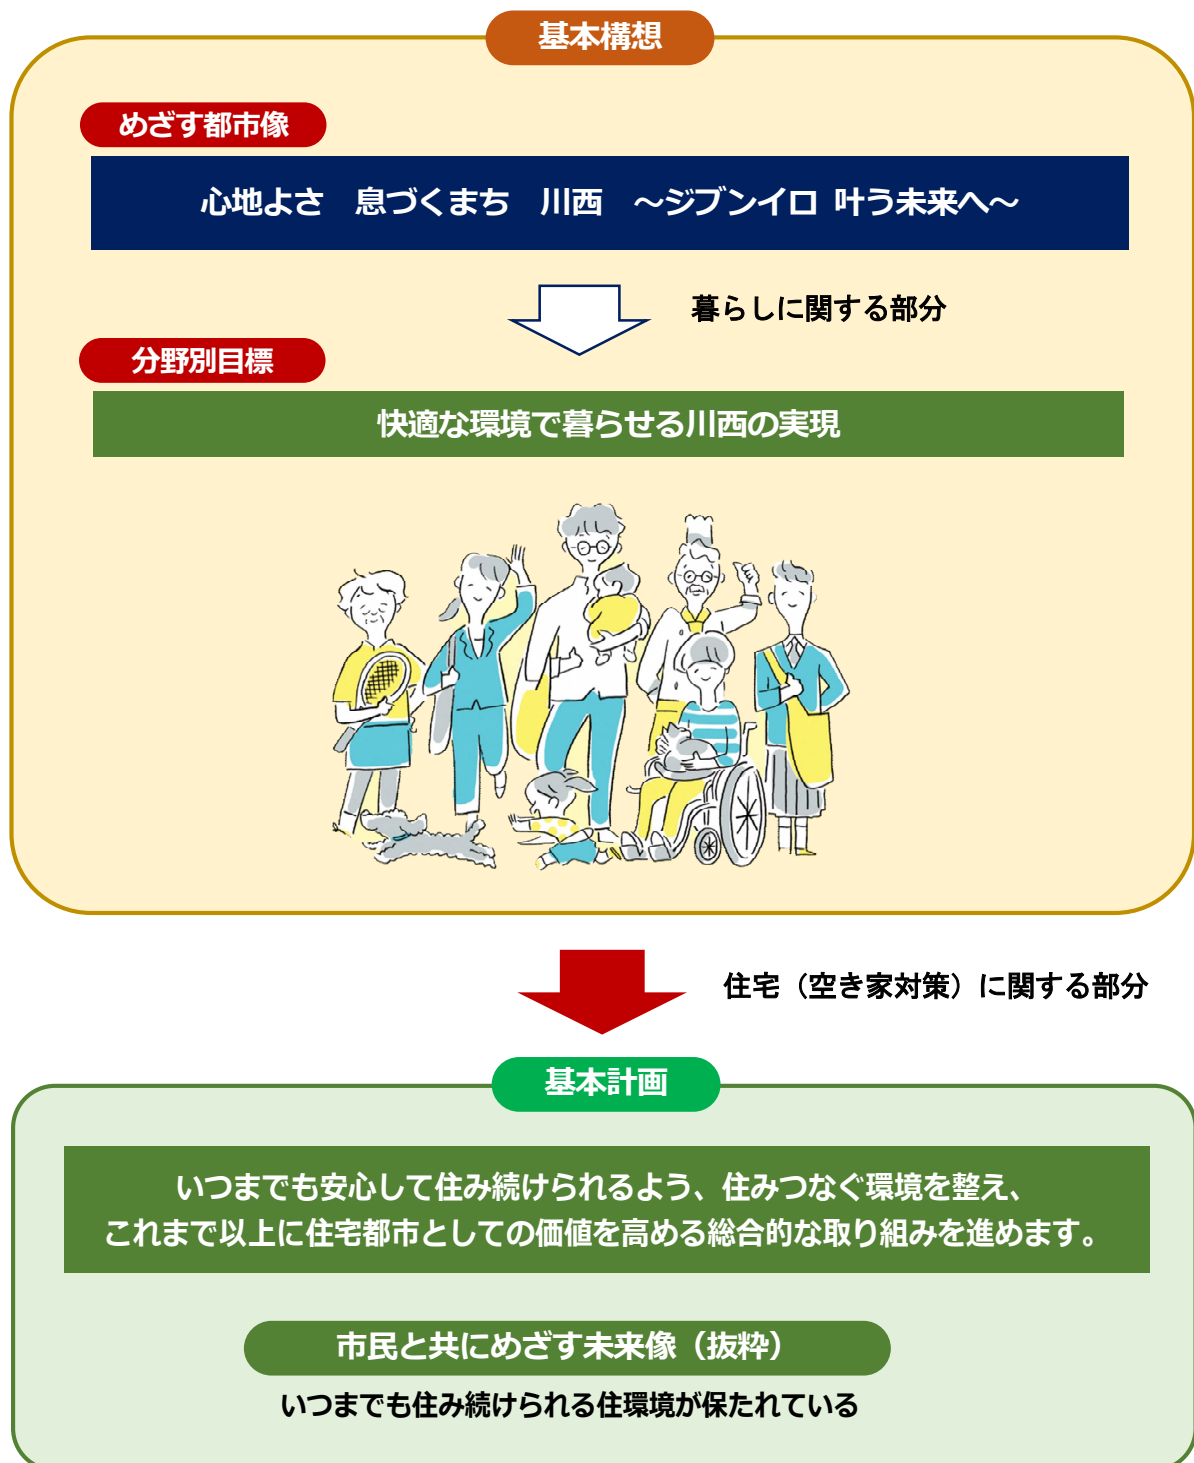 基本構想
めざす都市像
心地よさ　息づくまち　川西　～ジブンイロ 叶う未来へ～
暮らしに関する部分
分野別目標
快適な環境で暮らせる川西の実現
住宅（空き家対策）に関する部分
基本計画
いつまでも安心して住み続けられるよう、住みつなぐ環境を整え、
これまで以上に住宅都市としての価値を高める総合的な取り組みを進めます。
市民と共にめざす未来像（抜粋）
いつまでも住み続けられる住環境が保たれている